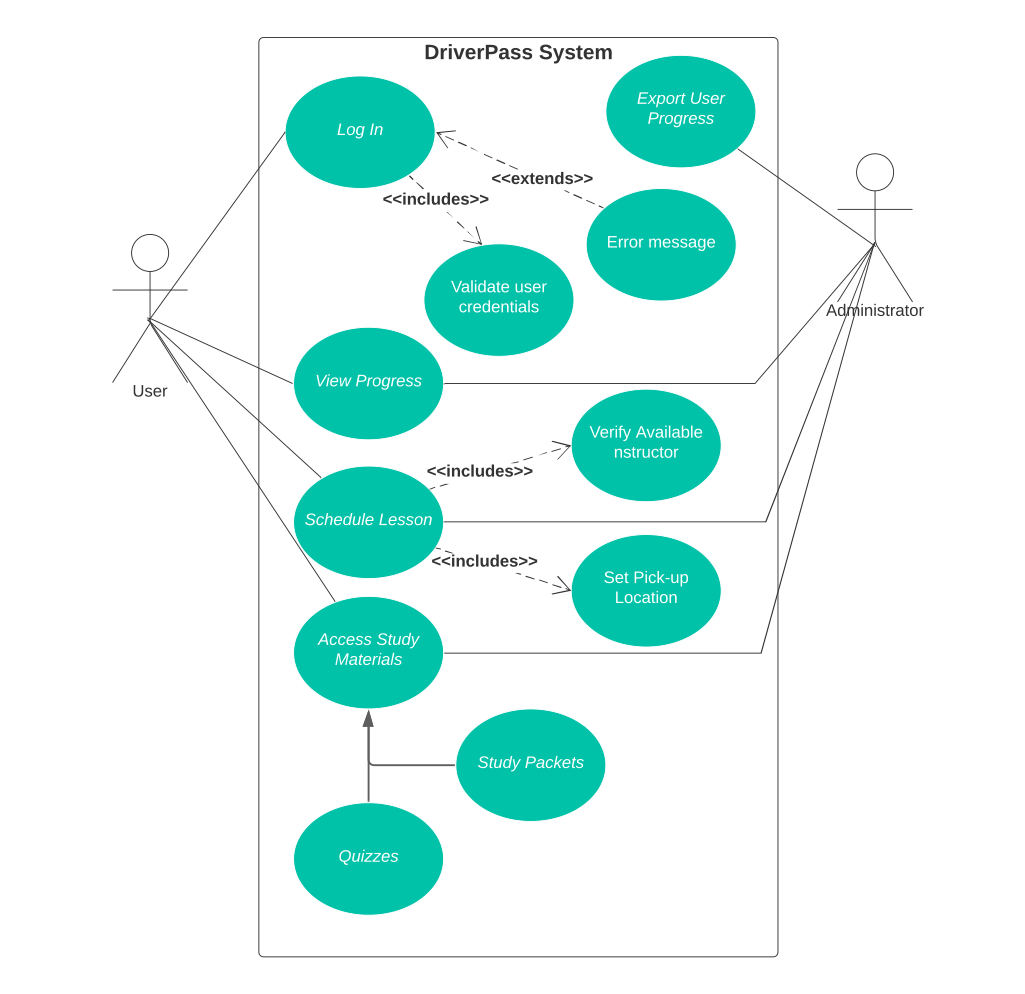 DriverPass System
Export User
Progress
Log In
<<extends>>
<<includes>>
Error message
Validate user
credentials
Administrator
View Progress
User
Verify Available
nstructor
<<includes>>
Schedule Lesson
<<includes>>
Set Pick-up
Location
Access Study
Materials
Study Packets
Quizzes